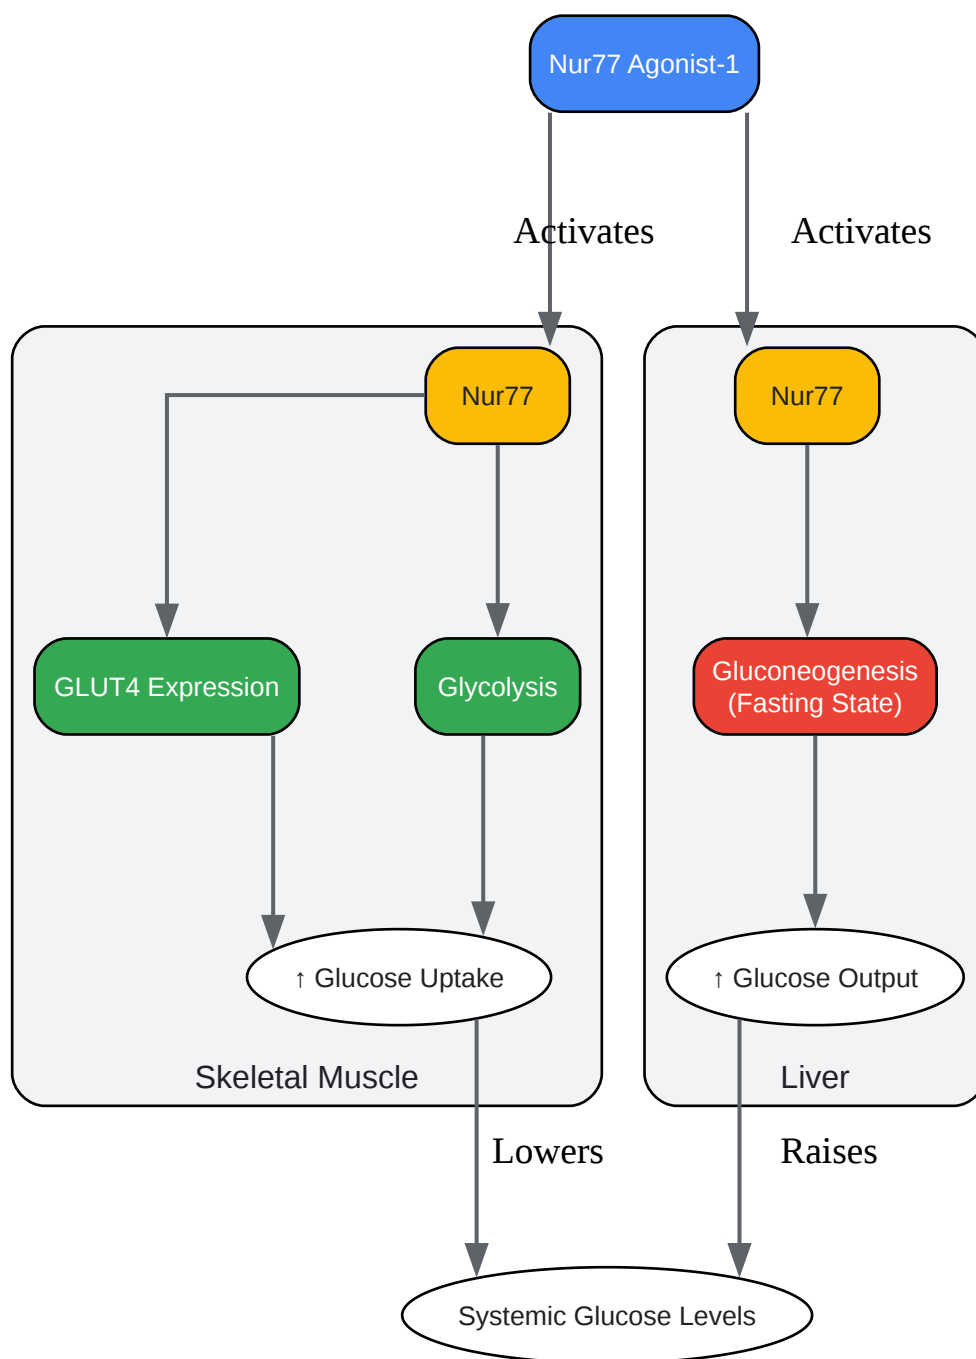 Nur77 Agonist-1
Activates
Activates
Nur77
Nur77
GLUT4 Expression
Glycolysis
Gluconeogenesis
(Fasting State)
↑ Glucose Uptake
↑ Glucose Output
Skeletal Muscle
Liver
Lowers
Raises
Systemic Glucose Levels